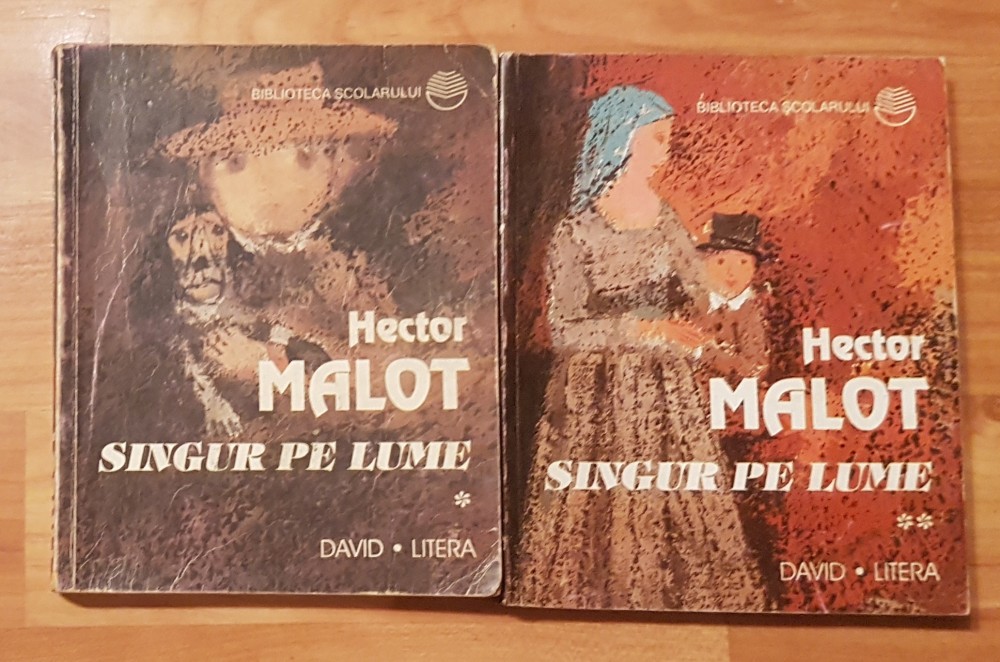 BIBLIOTECA ȘCOLARULUI
Hector
MALOT
SINGUR PE LUME
*
DAVID • LITERA
BIBLIOTECA ȘCOLARULUI
Hector
MALOT
SINGUR PE LUME
**
DAVID • LITERA